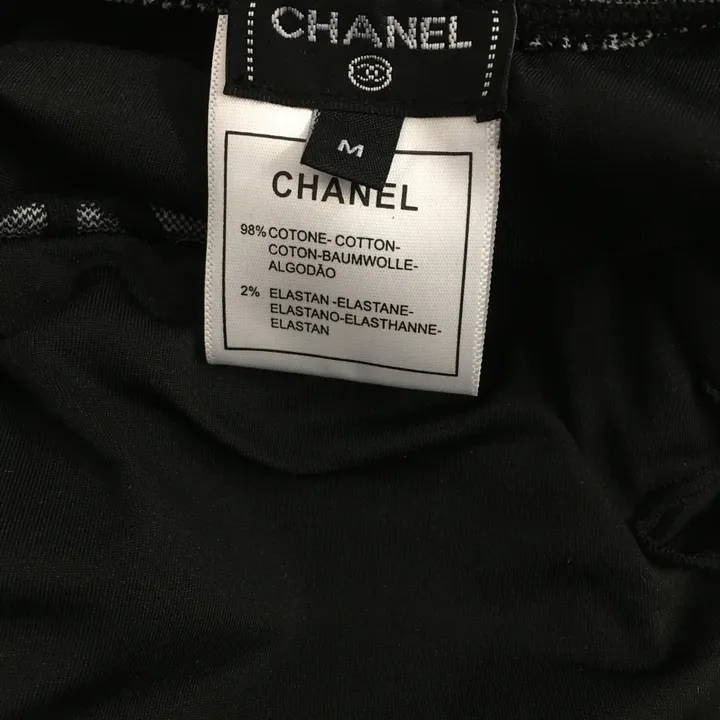 CHANEL
M
CHANEL
98% COTONE- COTTON-
COTON-BAUMWOLLE-
ALGODÃO
2% ELASTAN -ELASTANE-
ELASTANO-ELASTHANNE-
ELASTAN